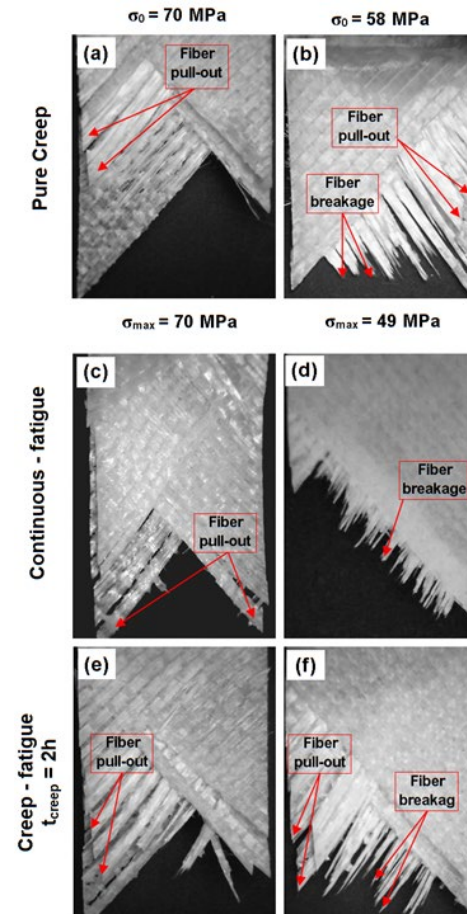 σ₀ = 70 MPa
σ₀ = 58 MPa
Pure Creep
(a)
Fiber
pull-out
(b)
Fiber
pull-out
Fiber
breakage
σmax = 70 MPa
σmax = 49 MPa
Continuous - fatigue
(c)
Fiber
pull-out
(d)
Fiber
breakage
Creep - fatigue
t_creep = 2h
(e)
Fiber
pull-out
(f)
Fiber
pull-out
Fiber
breakag